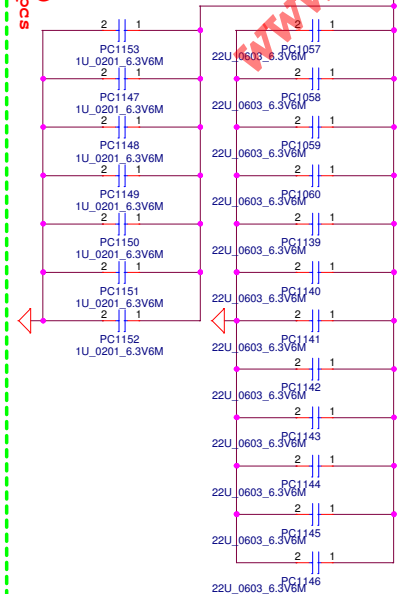 ocs
www.
2 1
PC1153
1U_0201_6.3V6M
2 1
PC1147
1U_0201_6.3V6M
2 1
PC1148
1U_0201_6.3V6M
2 1
PC1149
1U_0201_6.3V6M
2 1
PC1150
1U_0201_6.3V6M
2 1
PC1151
1U_0201_6.3V6M
2 1
PC1152
1U_0201_6.3V6M
2 1
PC1057
22U_0603_6.3V6M
2 1
PC1058
22U_0603_6.3V6M
2 1
PC1059
22U_0603_6.3V6M
2 1
PC1060
22U_0603_6.3V6M
2 1
PC1139
22U_0603_6.3V6M
2 1
PC1140
22U_0603_6.3V6M
2 1
PC1141
22U_0603_6.3V6M
2 1
PC1142
22U_0603_6.3V6M
2 1
PC1143
22U_0603_6.3V6M
2 1
PC1144
22U_0603_6.3V6M
2 1
PC1145
22U_0603_6.3V6M
2 1
PC1146
22U_0603_6.3V6M